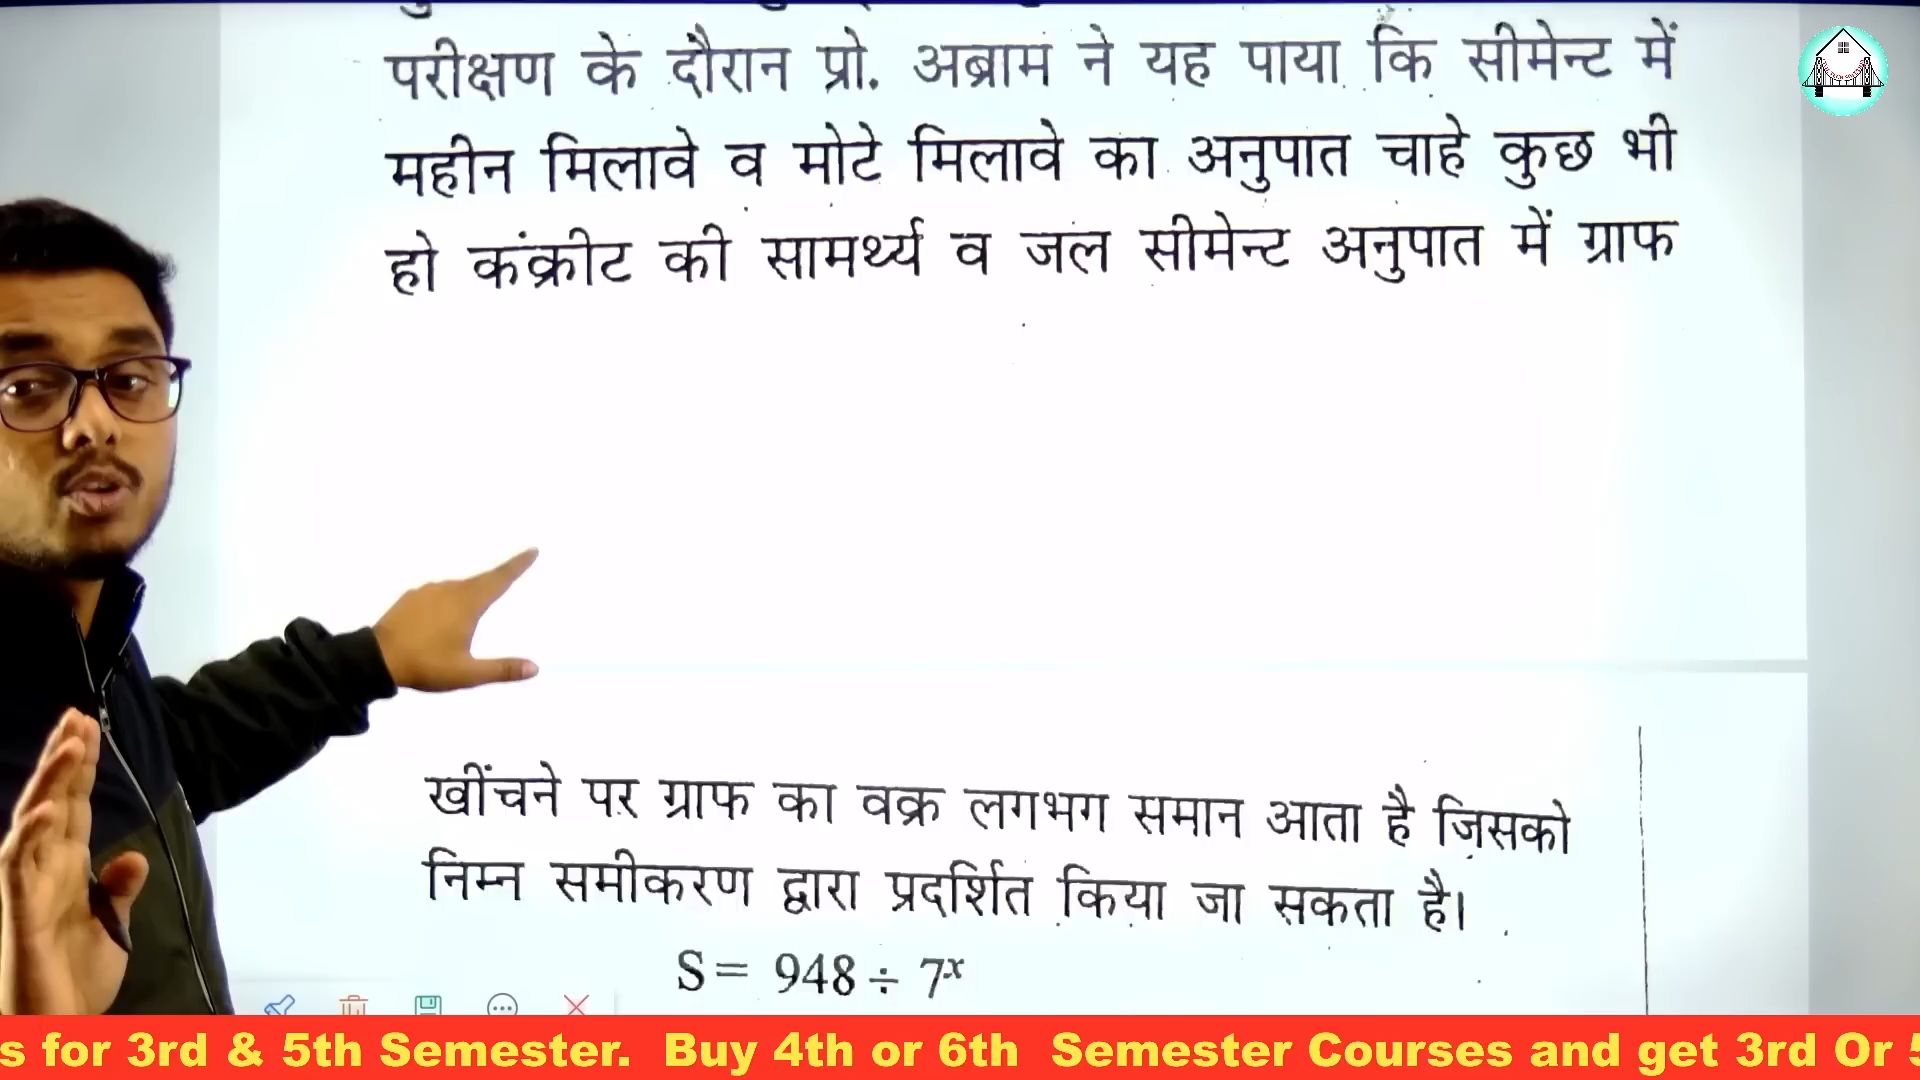 परीक्षण के दौरान प्रो. अब्राम ने यह पाया कि सीमेन्ट में
महीन मिलावे व मोटे मिलावे का अनुपात चाहे कुछ भी
हो कंक्रीट की सामर्थ्य व जल सीमेन्ट अनुपात में ग्राफ
खींचने पर ग्राफ का वक्र लगभग समान आता है जिसको
निम्न समीकरण द्वारा प्रदर्शित किया जा सकता है।
S = 948 ÷ 7ˣ
s for 3rd & 5th Semester. Buy 4th or 6th Semester Courses and get 3rd Or 5